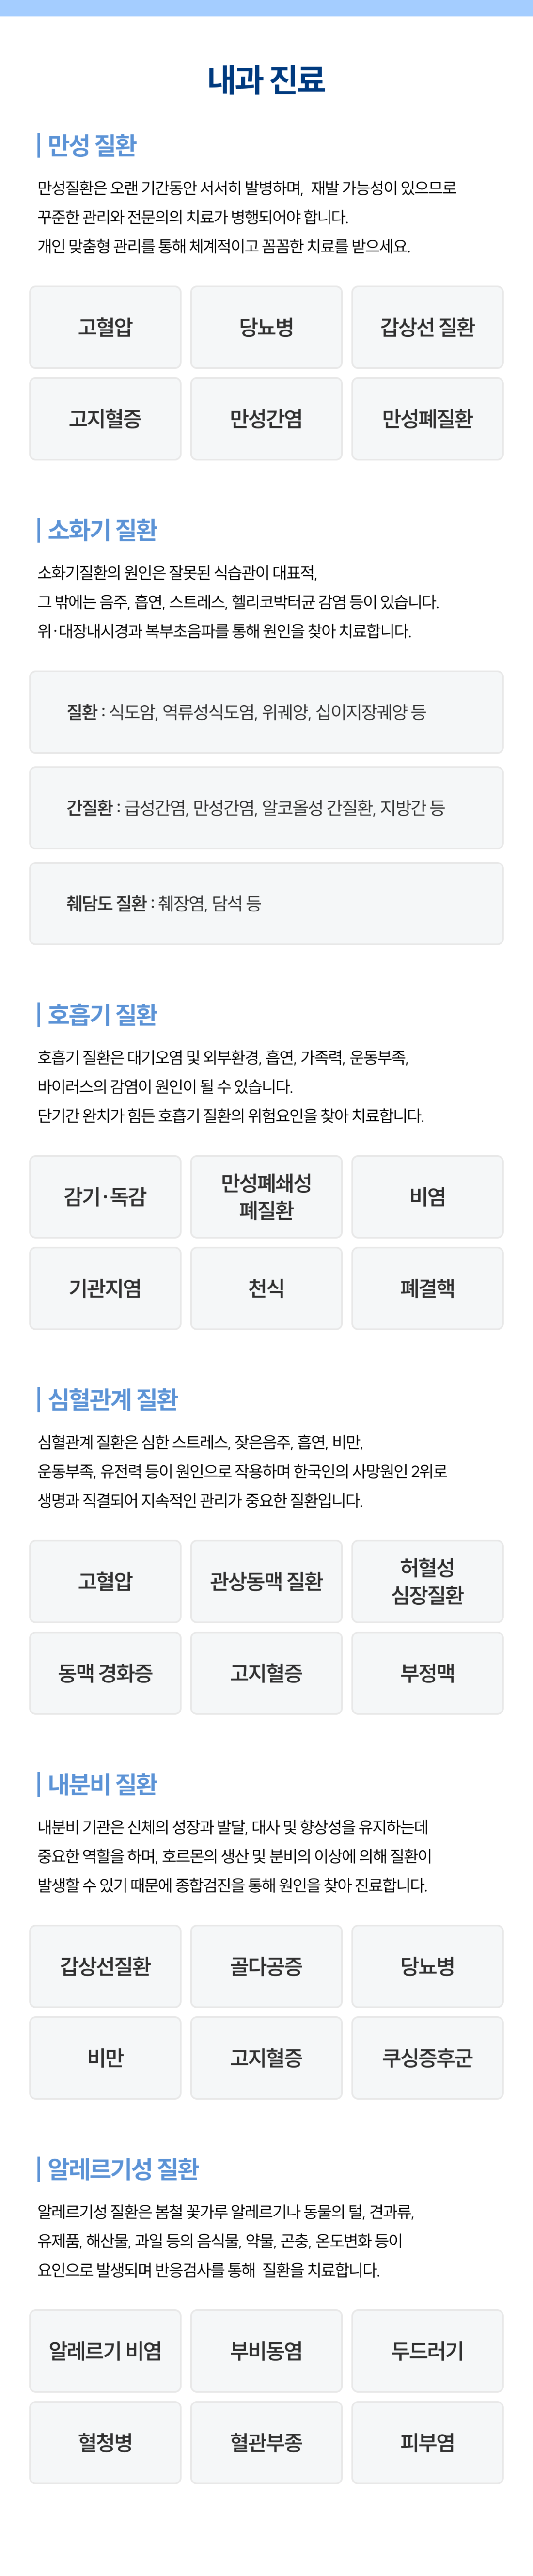 내과 진료
만성 질환
만성질환은 오랜 기간동안 서서히 발병하며, 재발 가능성이 있으므로
꾸준한 관리와 전문의의 치료가 병행되어야 합니다.
개인 맞춤형 관리를 통해 체계적이고 꼼꼼한 치료를 받으세요.
고혈압 당뇨병 갑상선 질환
고지혈증 만성간염 만성폐질환
소화기 질환
소화기질환의 원인은 잘못된 식습관이 대표적,
그 밖에는 음주, 흡연, 스트레스, 헬리코박터균 감염 등이 있습니다.
위·대장내시경과 복부초음파를 통해 원인을 찾아 치료합니다.
질환 : 식도암, 역류성식도염, 위궤양, 십이지장궤양 등
간질환 : 급성간염, 만성간염, 알코올성 간질환, 지방간 등
췌담도 질환 : 췌장염, 담석 등
호흡기 질환
호흡기 질환은 대기오염 및 외부환경, 흡연, 가족력, 운동부족,
바이러스의 감염이 원인이 될 수 있습니다.
단기간 완치가 힘든 호흡기 질환의 위험요인을 찾아 치료합니다.
감기·독감
만성폐쇄성
폐질환
비염
기관지염 천식 폐결핵
심혈관계 질환
심혈관계 질환은 심한 스트레스, 잦은음주, 흡연, 비만,
운동부족, 유전력 등이 원인으로 작용하며 한국인의 사망원인 2위로
생명과 직결되어 지속적인 관리가 중요한 질환입니다.
고혈압
관상동맥 질환
허혈성
심장질환
동맥 경화증 고지혈증 부정맥
내분비 질환
내분비 기관은 신체의 성장과 발달, 대사 및 향상성을 유지하는데
중요한 역할을 하며, 호르몬의 생산 및 분비의 이상에 의해 질환이
발생할 수 있기 때문에 종합검진을 통해 원인을 찾아 진료합니다.
갑상선질환 골다공증 당뇨병
비만 고지혈증 쿠싱증후군
알레르기성 질환
알레르기성 질환은 봄철 꽃가루 알레르기나 동물의 털, 견과류,
유제품, 해산물, 과일 등의 음식물, 약물, 곤충, 온도변화 등이
요인으로 발생되며 반응검사를 통해 질환을 치료합니다.
알레르기 비염 부비동염 두드러기
혈청병 혈관부종 피부염